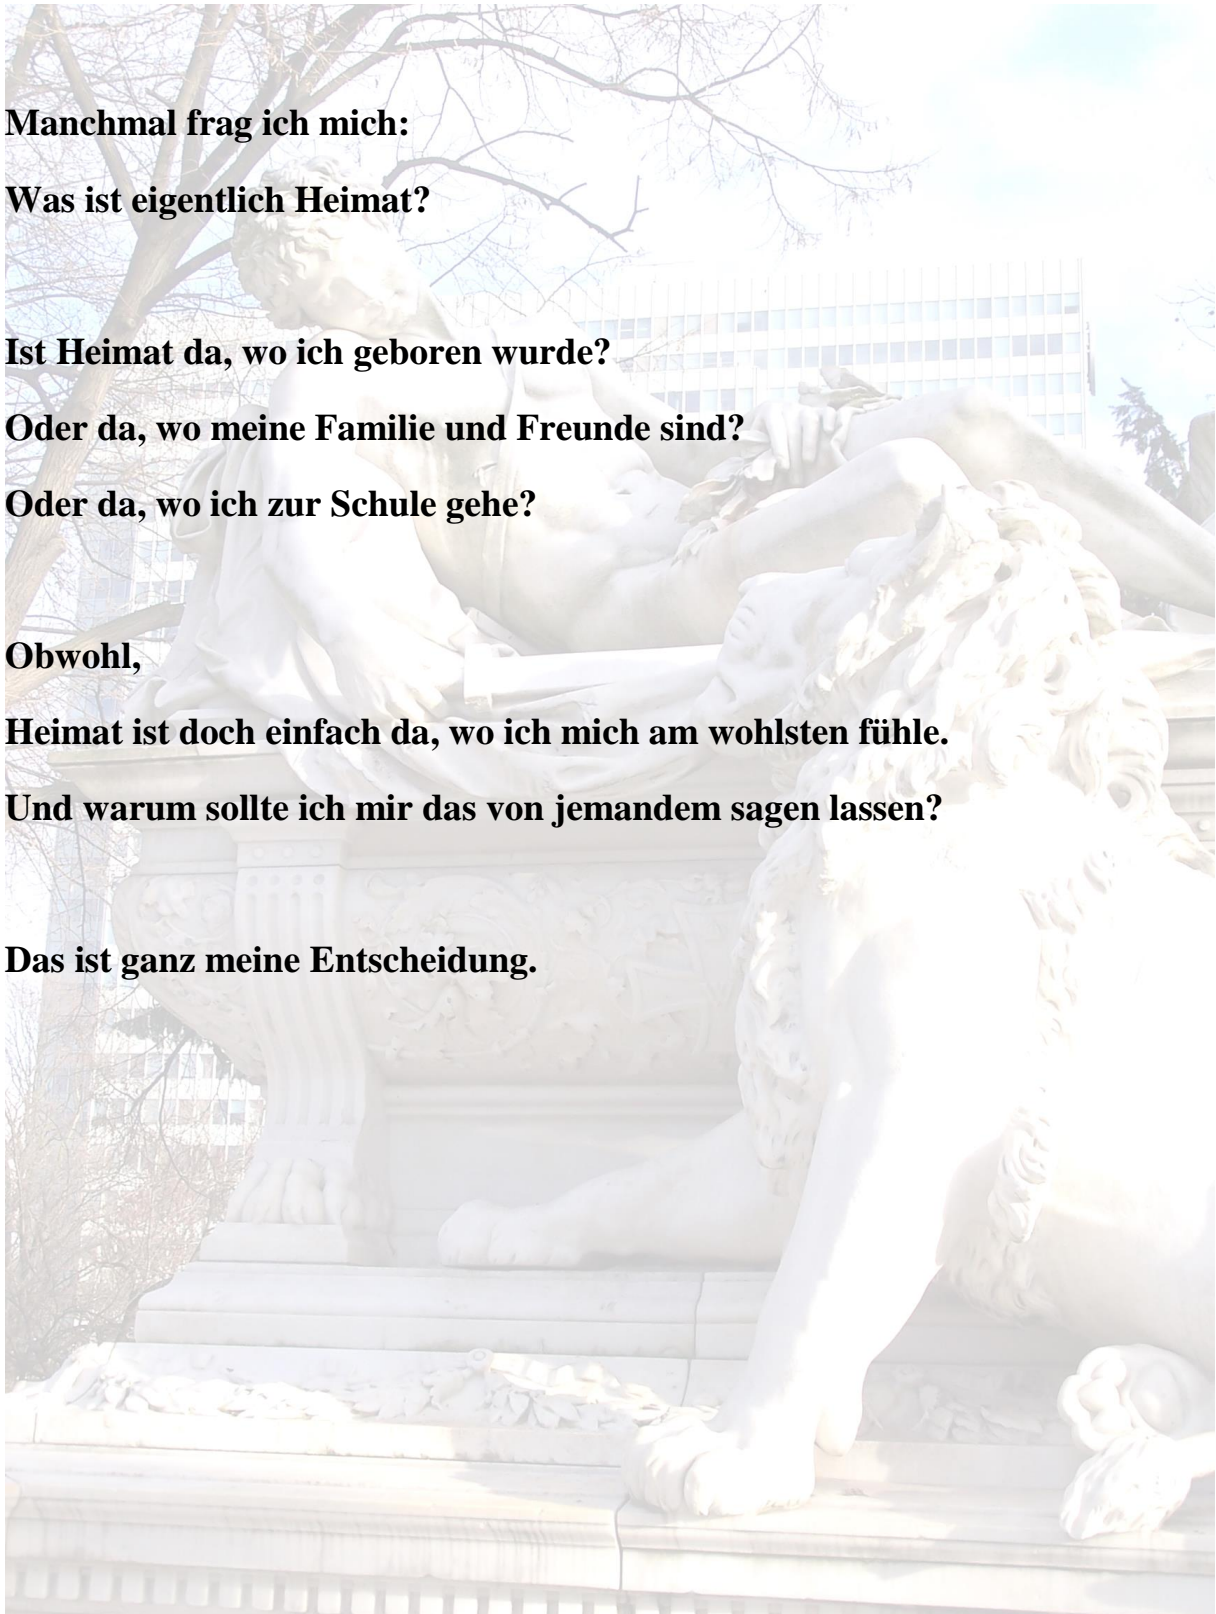 Manchmal frag ich mich:
Was ist eigentlich Heimat?
Ist Heimat da, wo ich geboren wurde?
Oder da, wo meine Familie und Freunde sind?
Oder da, wo ich zur Schule gehe?
Obwohl,
Heimat ist doch einfach da, wo ich mich am wohlsten fühle.
Und warum sollte ich mir das von jemandem sagen lassen?
Das ist ganz meine Entscheidung.